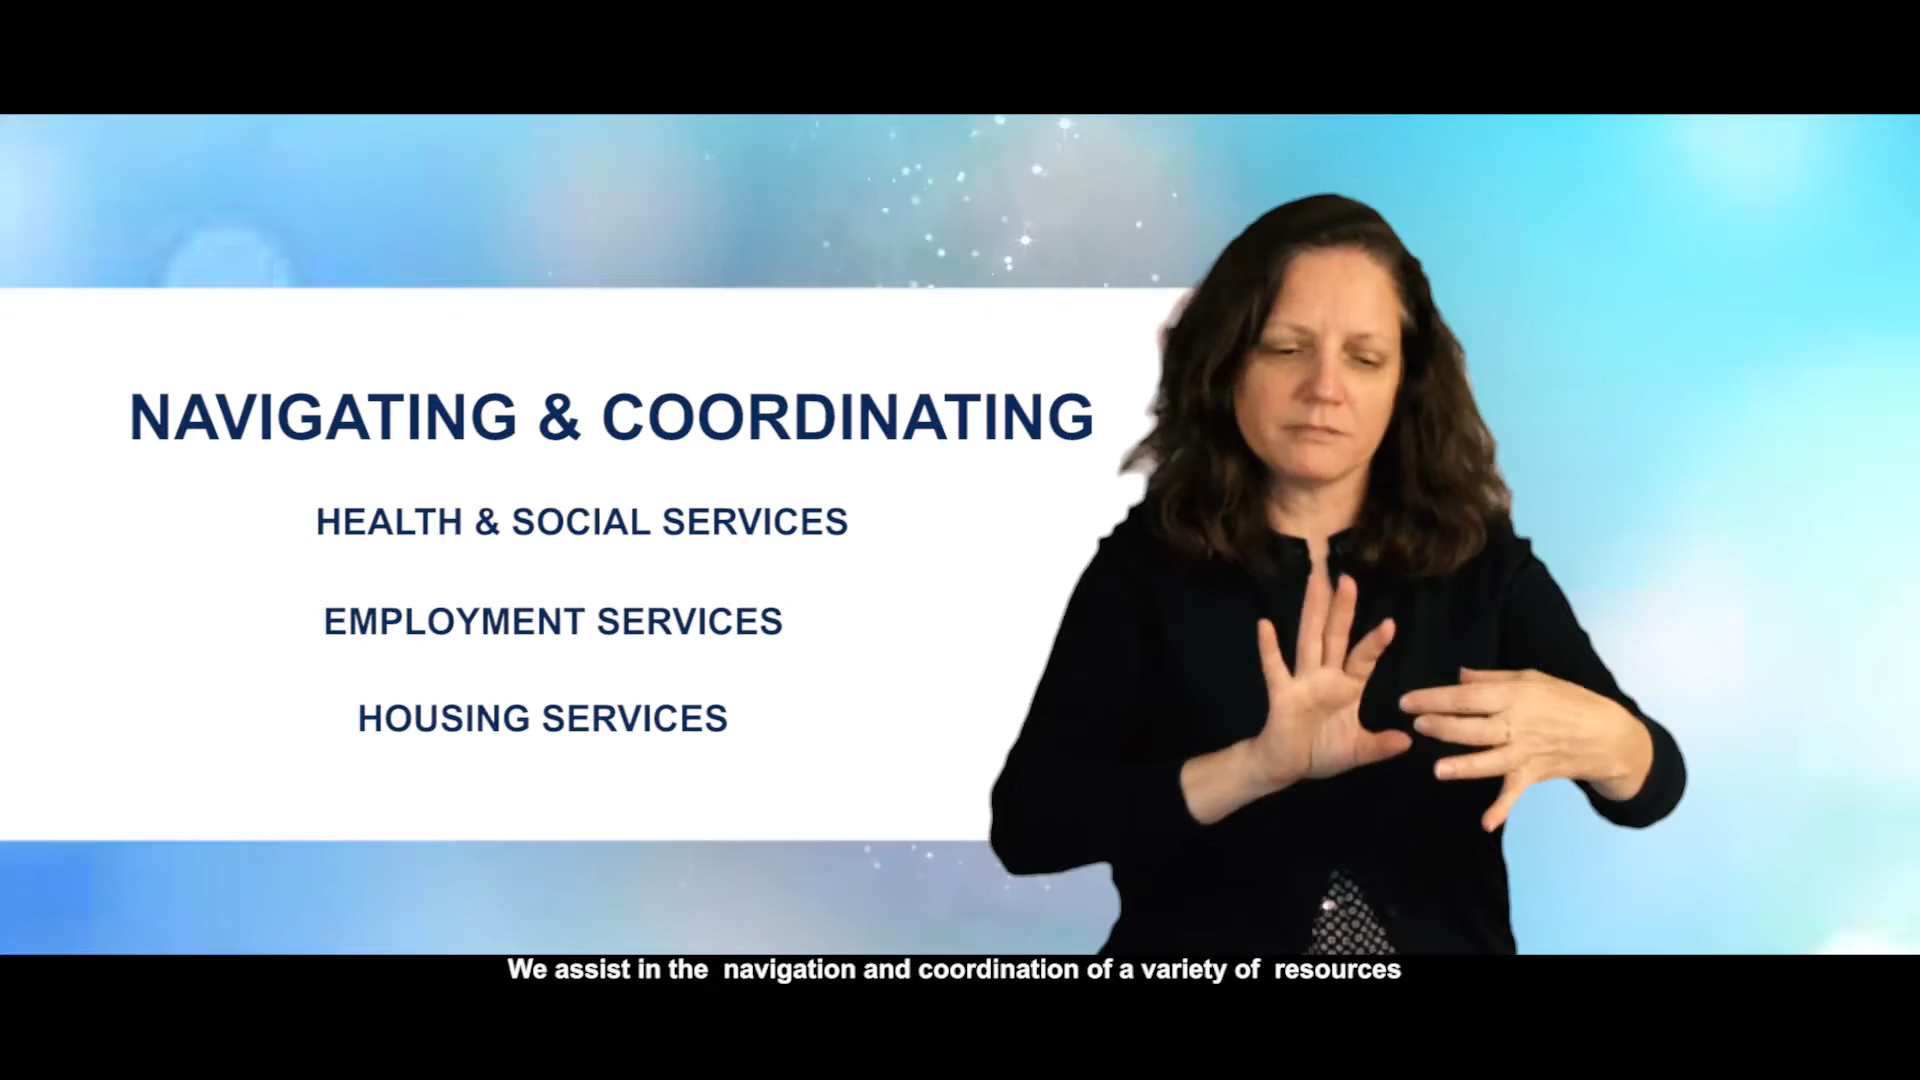 NAVIGATING & COORDINATING
HEALTH & SOCIAL SERVICES
EMPLOYMENT SERVICES
HOUSING SERVICES
We assist in the navigation and coordination of a variety of resources